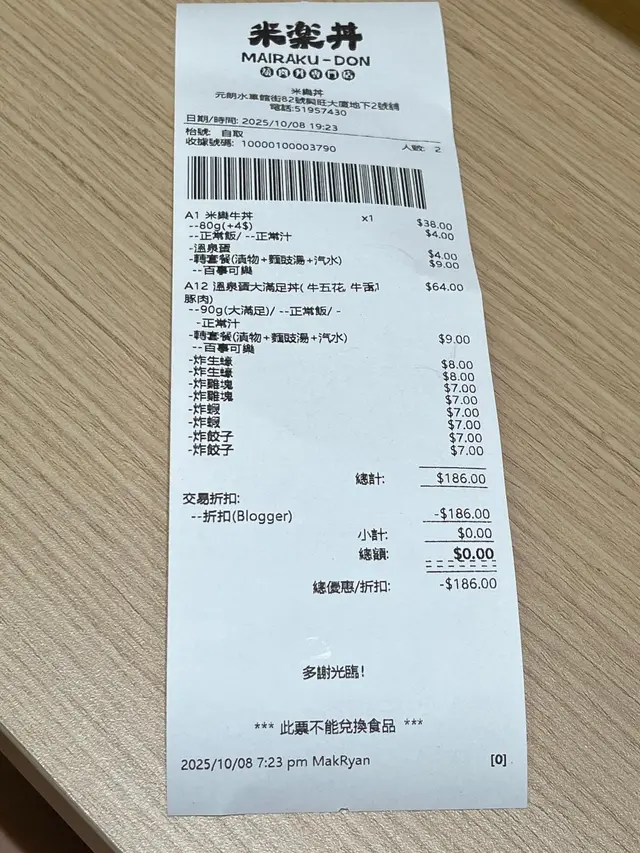 米楽丼
MAIRAKU-DON
燒肉丼専門店
米樂丼
元朗水車館街82號興旺大廈地下2號舖
電話:51957430
日期/時間: 2025/10/08 19:23
枱號: 自取
收據號碼: 10000100003790 人數: 2
A1 米樂牛丼 x1 $38.00
--80g(+4$) $4.00
--正常飯/ --正常汁
-溫泉蛋 $4.00
-轉套餐(漬物+麵豉湯+汽水) $9.00
--百事可樂
A12 溫泉蛋大滿足丼( 牛五花, 牛舌, $64.00
豚肉)
--90g(大滿足)/ --正常飯/ -
-正常汁
-轉套餐(漬物+麵豉湯+汽水) $9.00
--百事可樂
-炸生蠔 $8.00
-炸生蠔 $8.00
-炸雞塊 $7.00
-炸雞塊 $7.00
-炸蝦 $7.00
-炸蝦 $7.00
-炸餃子 $7.00
-炸餃子 $7.00
總計: $186.00
交易折扣:
--折扣(Blogger) -$186.00
小計: $0.00
總額: $0.00
總優惠/折扣: -$186.00
多謝光臨!
*** 此票不能兌換食品 ***
2025/10/08 7:23 pm MakRyan [0]